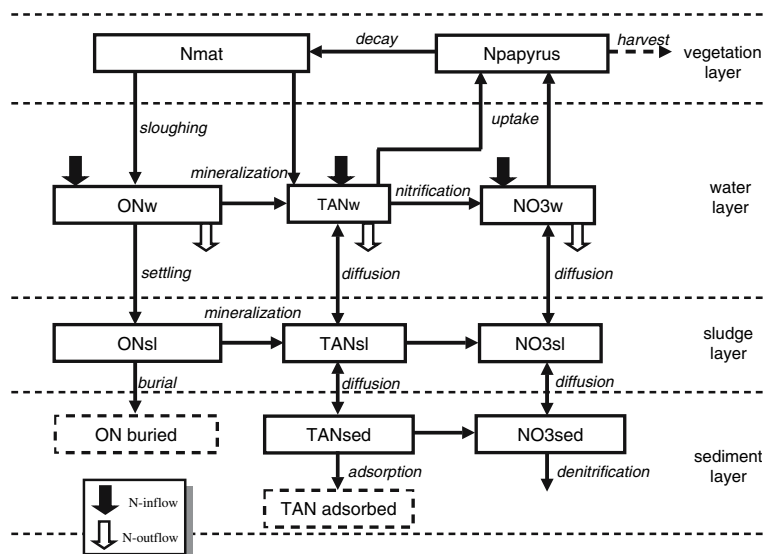 decay
harvest
Nmat
Npapyrus
vegetation
layer
sloughing
uptake
mineralization
nitrification
ONw
TANw
NO3w
water
layer
settling
diffusion
diffusion
mineralization
ONsl
TANsl
NO3sl
sludge
layer
burial
diffusion
diffusion
ON buried
TANsed
NO3sed
sediment
layer
adsorption
denitrification
TAN adsorbed
N-inflow
N-outflow